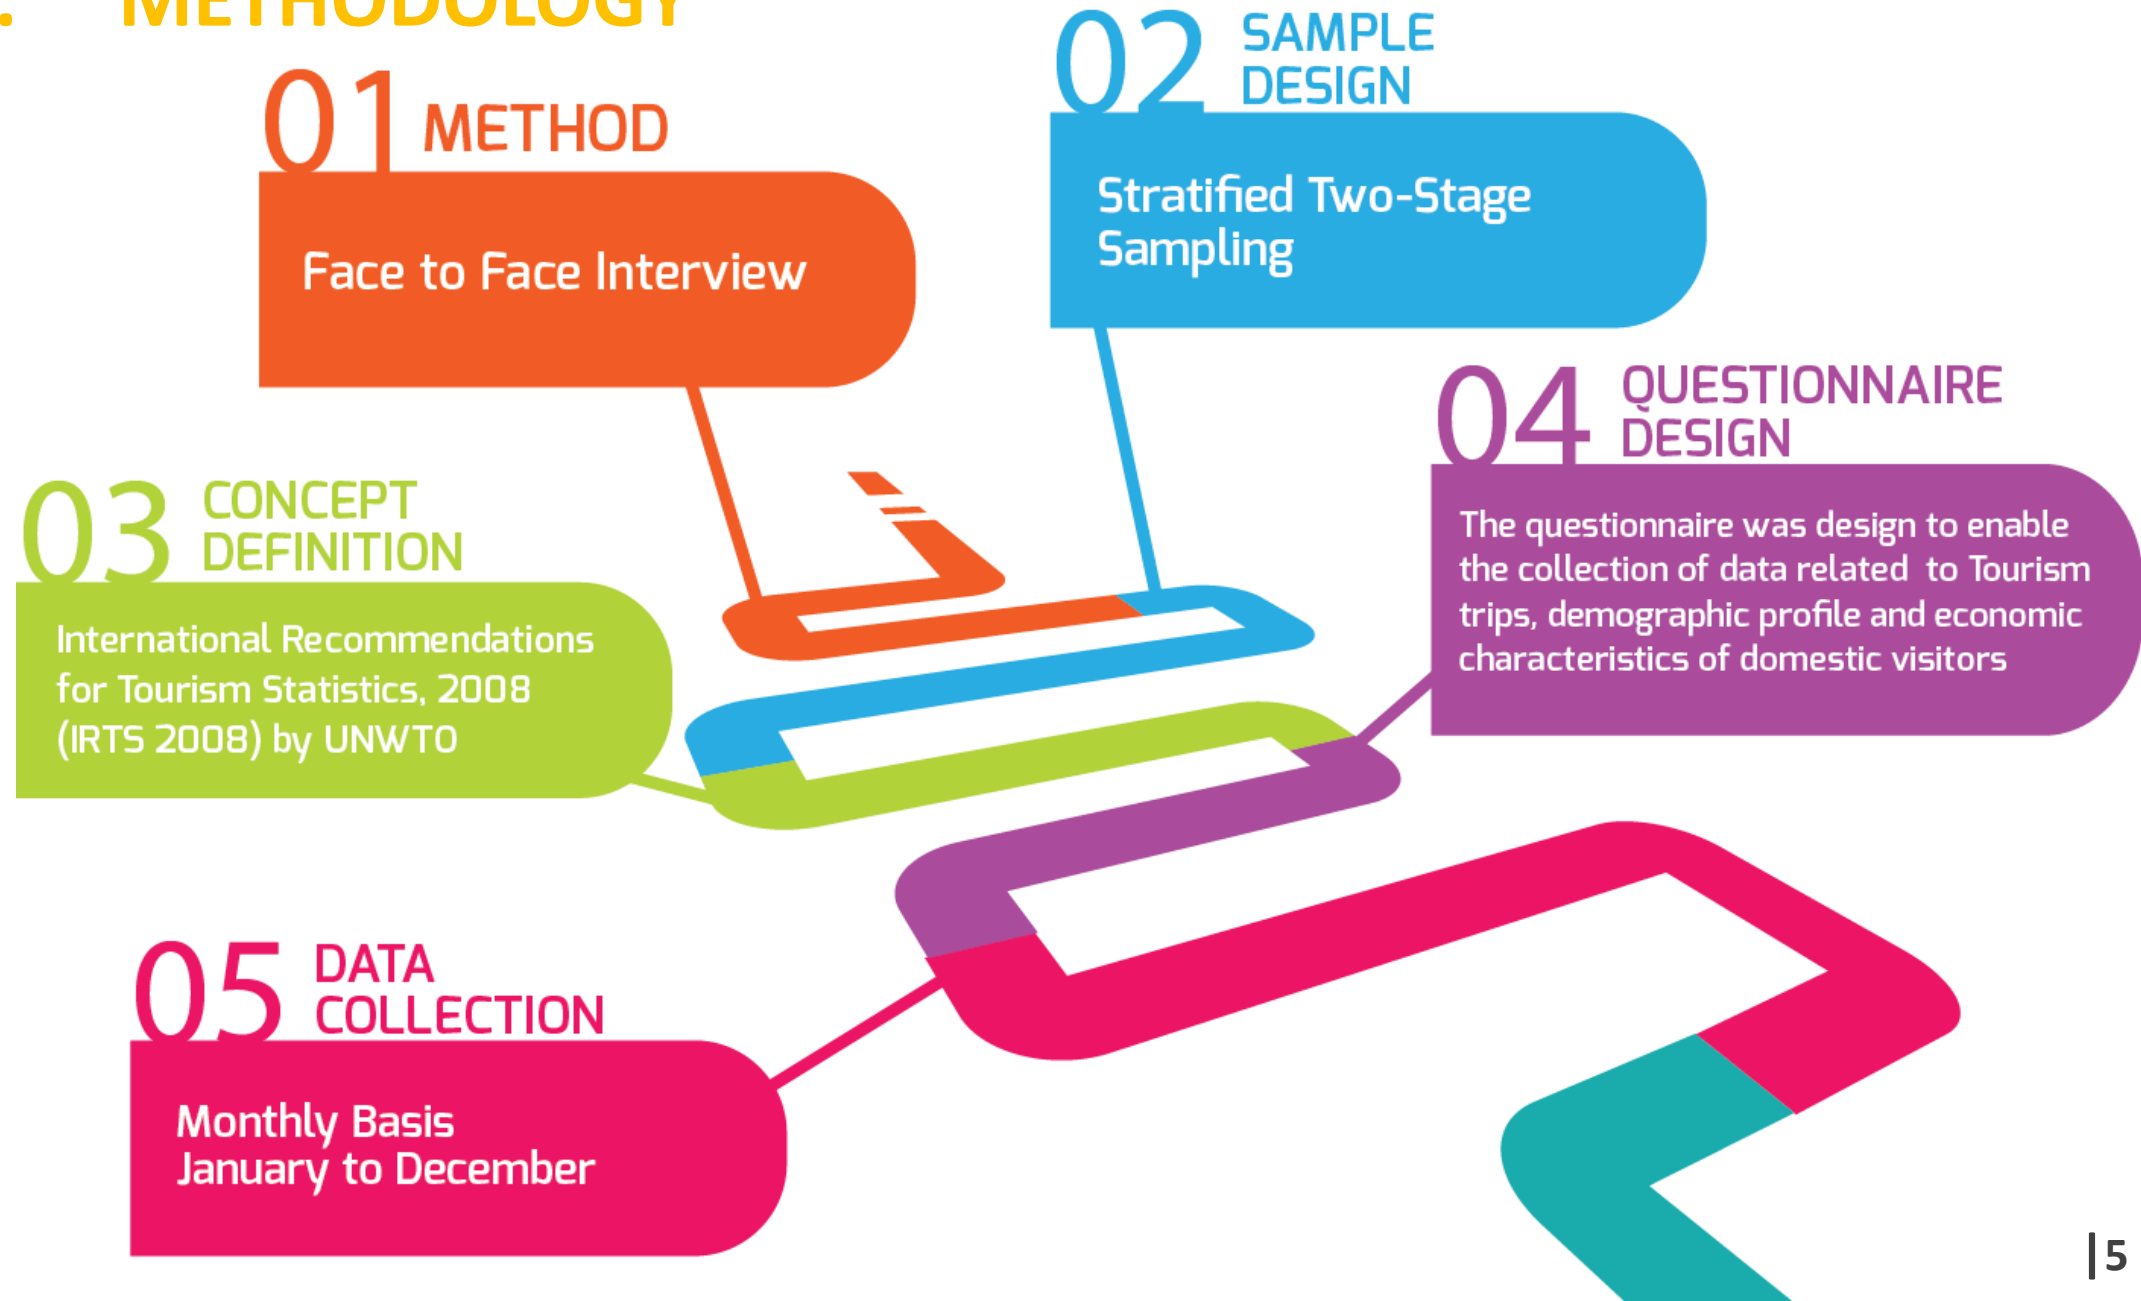 . METHODOLOGY
01 METHOD
Face to Face Interview
02 SAMPLE
DESIGN
Stratified Two-Stage
Sampling
03 CONCEPT
DEFINITION
International Recommendations
for Tourism Statistics, 2008
(IRTS 2008) by UNWTO
04 QUESTIONNAIRE
DESIGN
The questionnaire was design to enable
the collection of data related to Tourism
trips, demographic profile and economic
characteristics of domestic visitors
05 DATA
COLLECTION
Monthly Basis
January to December
|5